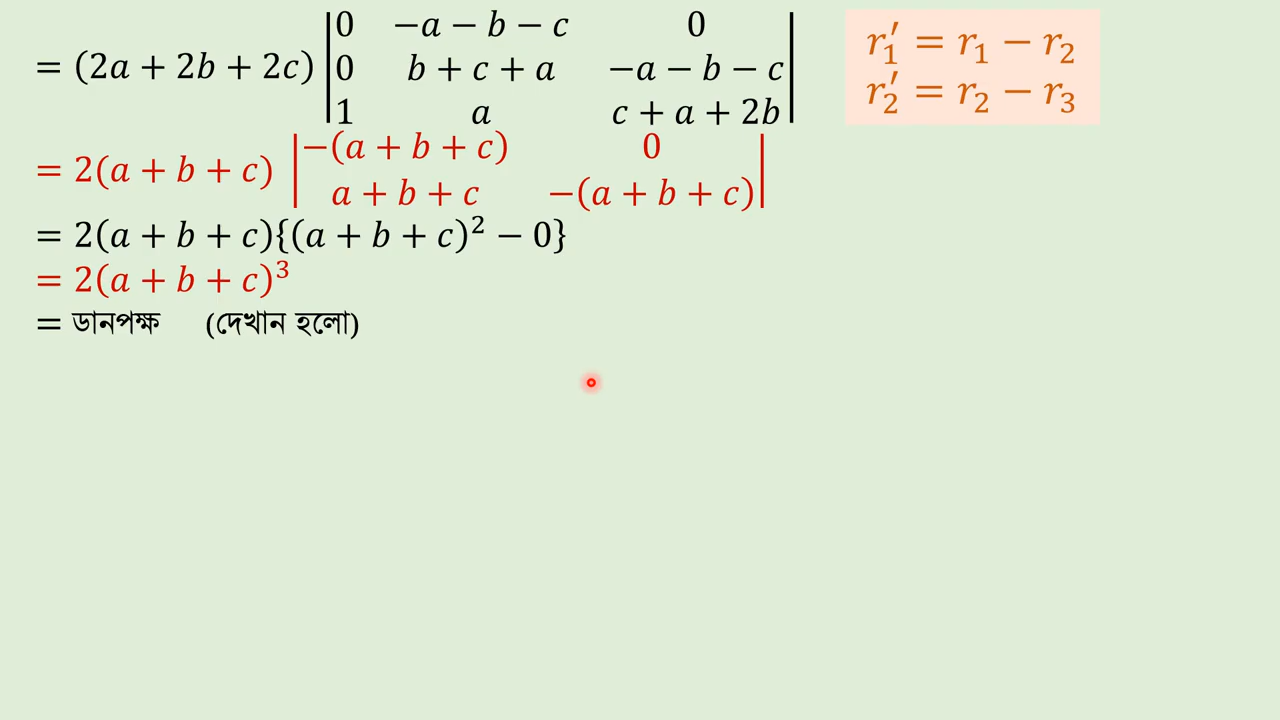 = (2a + 2b + 2c) |0 −a − b − c 0|
|0 b + c + a −a − b − c|
|1 a c + a + 2b|
r₁′ = r₁ − r₂
r₂′ = r₂ − r₃
= 2(a + b + c) |−(a + b + c) 0|
|a + b + c −(a + b + c)|
= 2(a + b + c){(a + b + c)² − 0}
= 2(a + b + c)³
= ডানপক্ষ (দেখান হলো)